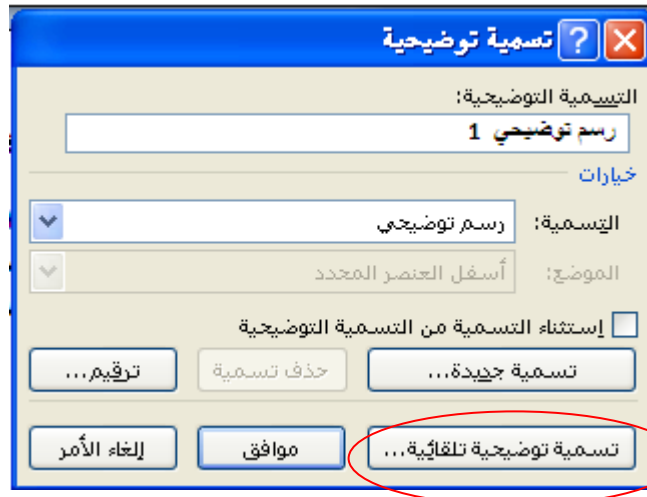 تسمية توضيحية
التسمية التوضيحية:
رسم توضيحي 1
خيارات
التسمية: رسم توضيحي
الموضع: أسفل العنصر المحدد
إستثناء التسمية من التسمية التوضيحية
تسمية جديدة... حذف تسمية ترقيم...
تسمية توضيحية تلقائية... موافق إلغاء الأمر